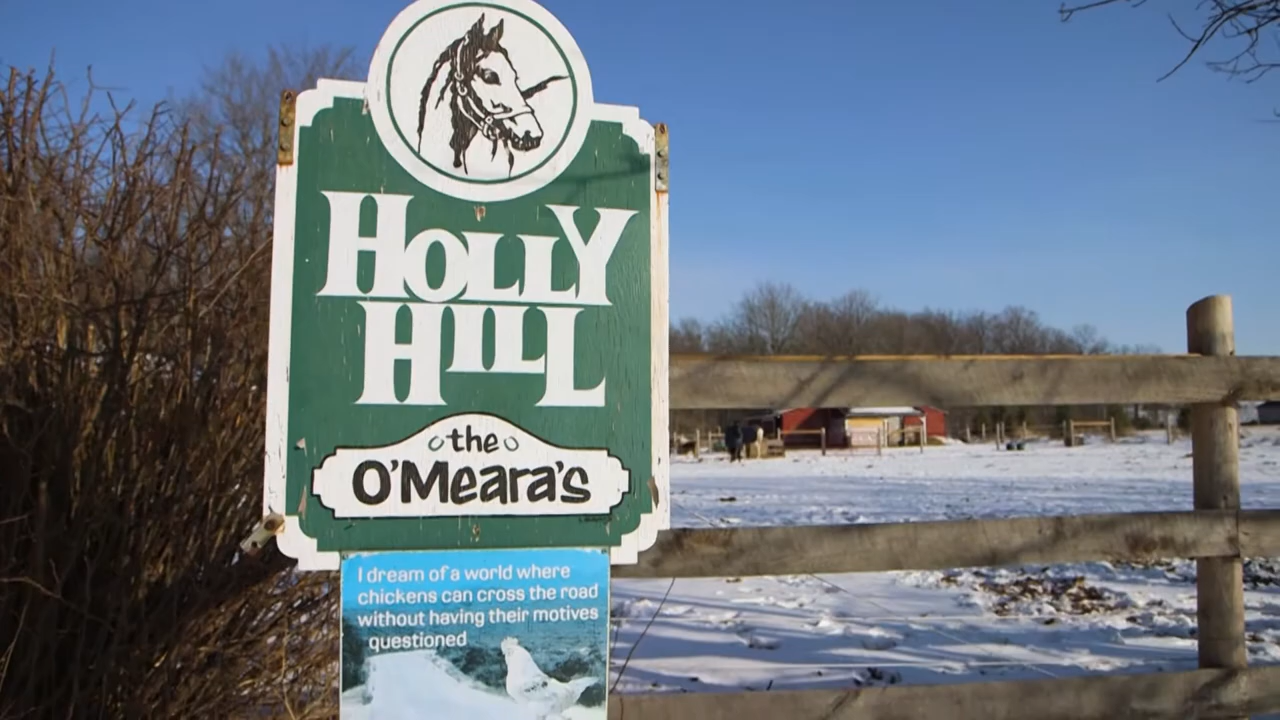 HOLLY
HILL
the
O'MEARA'S
I dream of a world where
chickens can cross the road
without having their motives
questioned